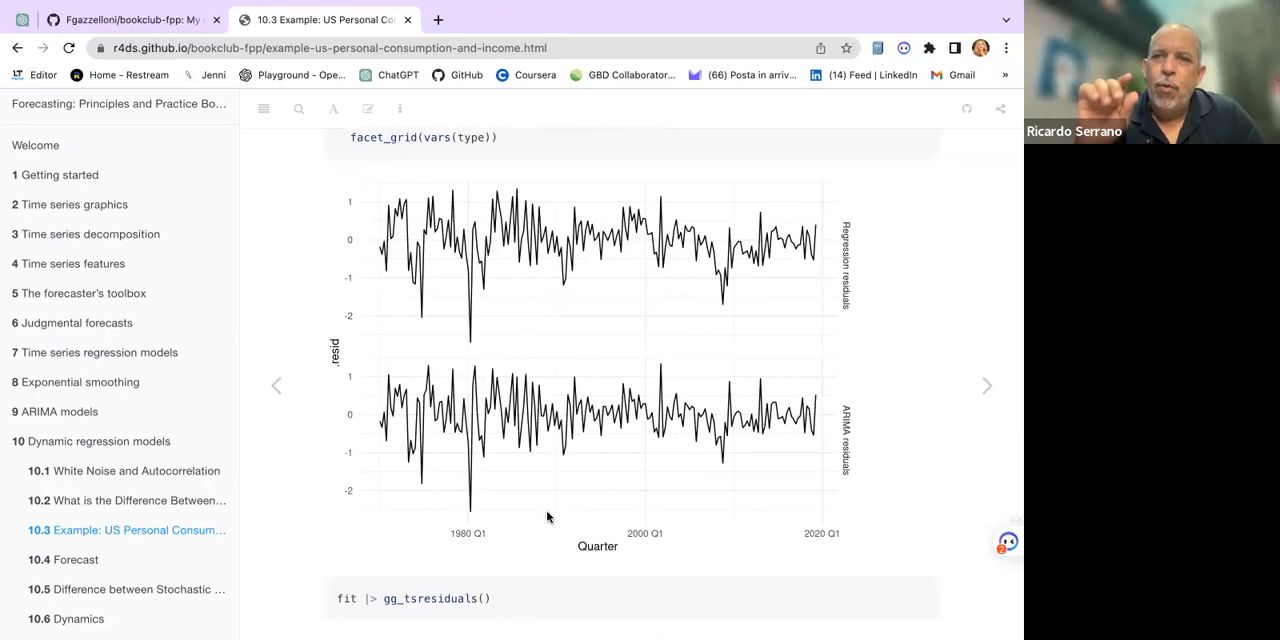 Fgazzelloni/bookclub-fpp: My
10.3 Example: US Personal Co
r4ds.github.io/bookclub-fpp/example-us-personal-consumption-and-income.html
Editor
Home - Restream
Jenni
Playground - Ope...
ChatGPT
GitHub
Coursera
GBD Collaborator...
(66) Posta in arriv...
(14) Feed | LinkedIn
Gmail
»
Forecasting: Principles and Practice Bo...
Welcome
1 Getting started
2 Time series graphics
3 Time series decomposition
4 Time series features
5 The forecaster's toolbox
6 Judgmental forecasts
7 Time series regression models
8 Exponential smoothing
9 ARIMA models
10 Dynamic regression models
10.1 White Noise and Autocorrelation
10.2 What is the Difference Between...
10.3 Example: US Personal Consum...
10.4 Forecast
10.5 Difference between Stochastic ...
10.6 Dynamics
facet_grid(vars(type))
1
0
-1
-2
Regression residuals
.resid
1
0
-1
-2
ARIMA residuals
1980 Q1
2000 Q1
2020 Q1
Quarter
fit |> gg_tsresiduals()
2
Ricardo Serrano